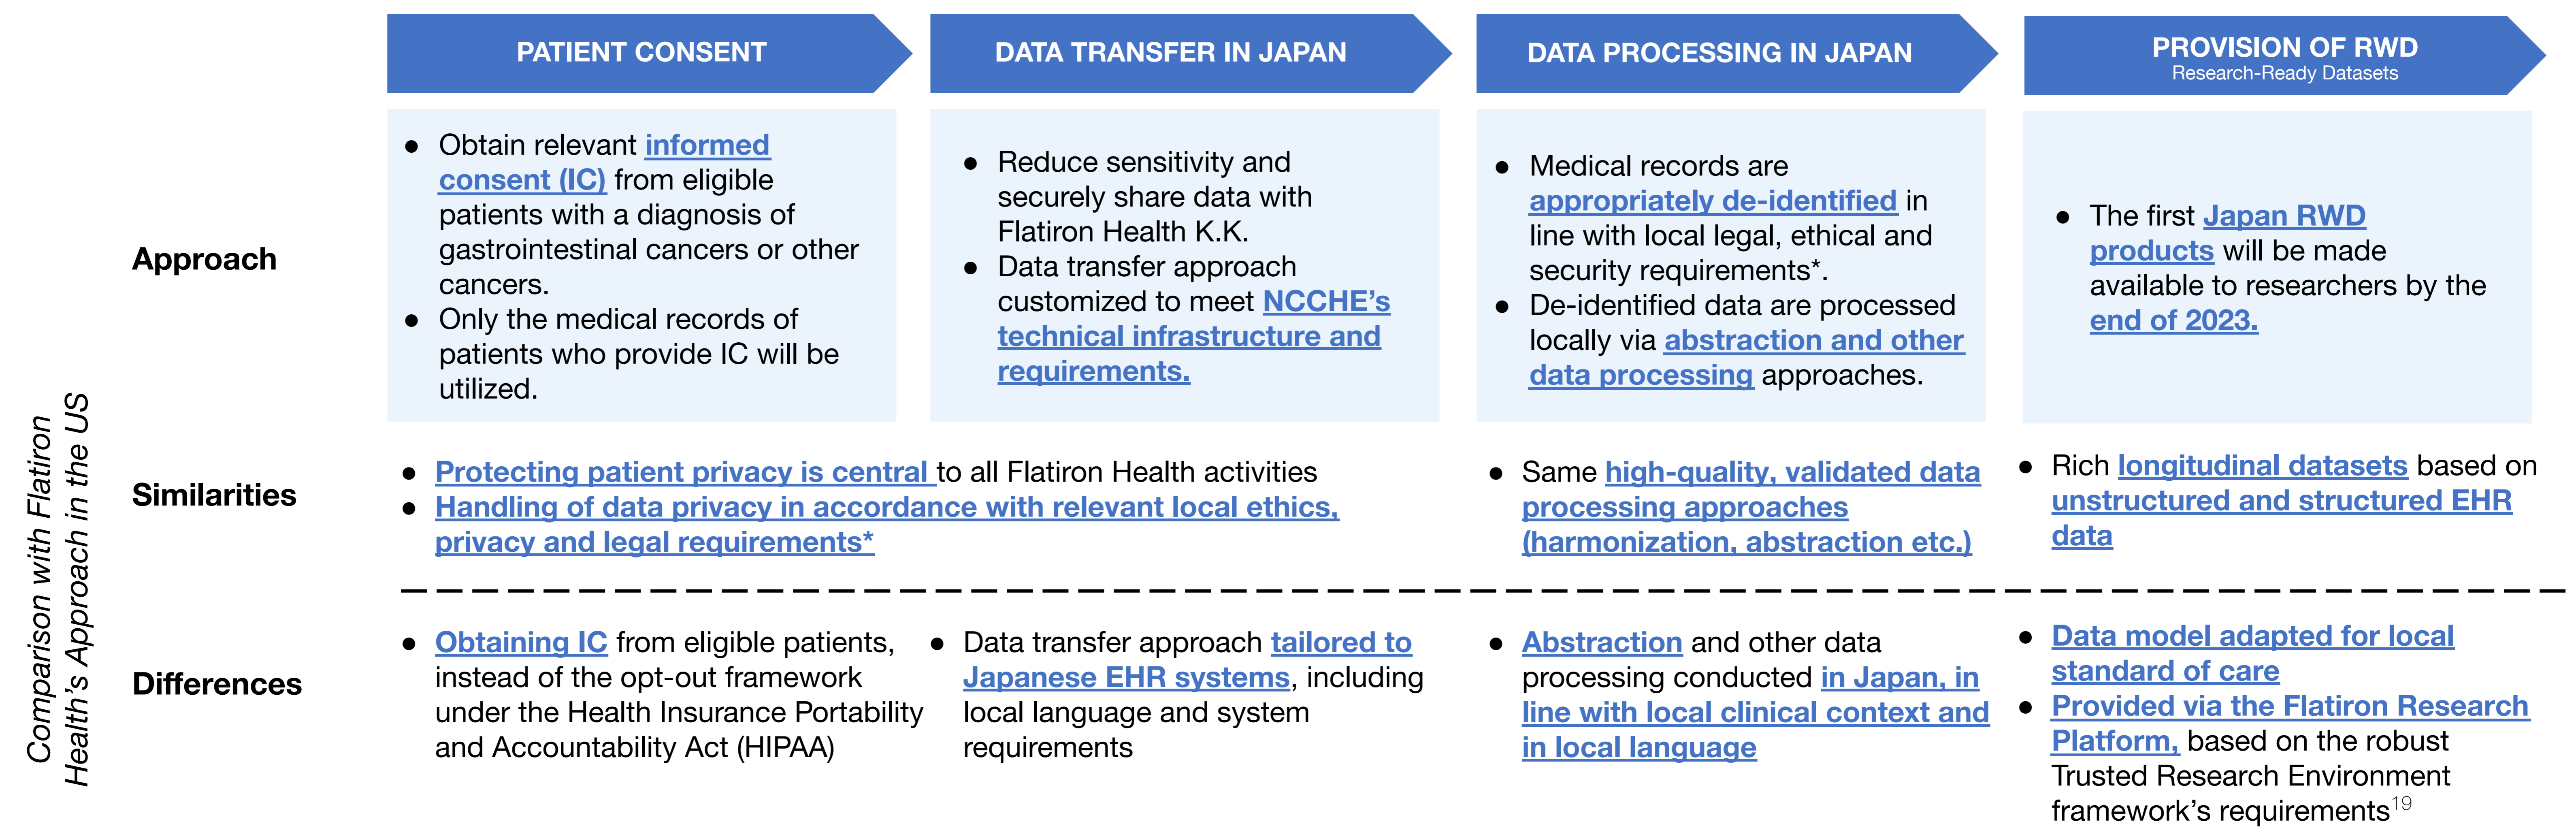 PATIENT CONSENT
DATA TRANSFER IN JAPAN
DATA PROCESSING IN JAPAN
PROVISION OF RWD
Research-Ready Datasets
Approach
● Obtain relevant informed
consent (IC) from eligible
patients with a diagnosis of
gastrointestinal cancers or other
cancers.
● Only the medical records of
patients who provide IC will be
utilized.
● Reduce sensitivity and
securely share data with
Flatiron Health K.K.
● Data transfer approach
customized to meet NCCHE’s
technical infrastructure and
requirements.
● Medical records are
appropriately de-identified in
line with local legal, ethical and
security requirements*.
● De-identified data are processed
locally via abstraction and other
data processing approaches.
● The first Japan RWD
products will be made
available to researchers by the
end of 2023.
Comparison with Flatiron
Health’s Approach in the US
Similarities
● Protecting patient privacy is central to all Flatiron Health activities
● Handling of data privacy in accordance with relevant local ethics,
privacy and legal requirements*
● Same high-quality, validated data
processing approaches
(harmonization, abstraction etc.)
● Rich longitudinal datasets based on
unstructured and structured EHR
data
Differences
● Obtaining IC from eligible patients,
instead of the opt-out framework
under the Health Insurance Portability
and Accountability Act (HIPAA)
● Data transfer approach tailored to
Japanese EHR systems, including
local language and system
requirements
● Abstraction and other data
processing conducted in Japan, in
line with local clinical context and
in local language
● Data model adapted for local
standard of care
● Provided via the Flatiron Research
Platform, based on the robust
Trusted Research Environment
framework’s requirements19